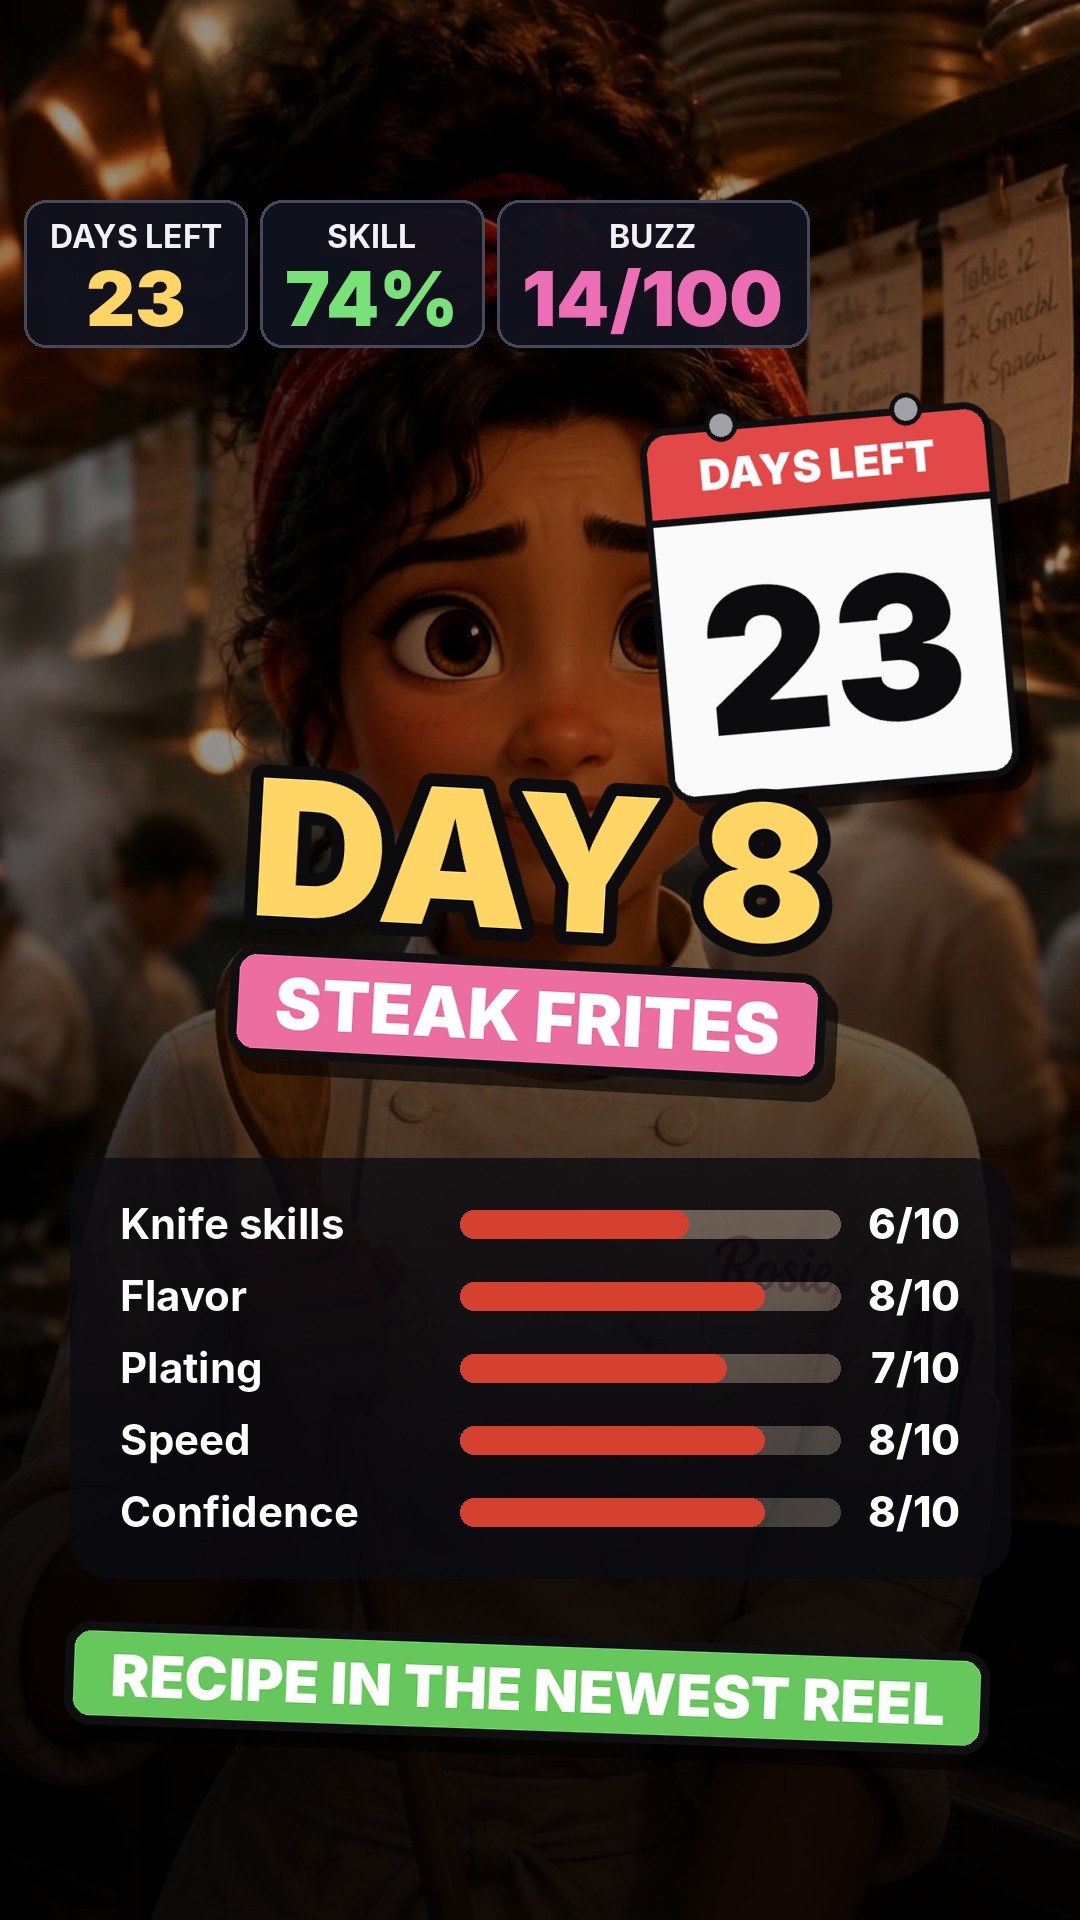 DAYS LEFT
23
SKILL
74%
BUZZ
14/100
Table 12
2x Gnocchi
DAYS LEFT
23
DAY 8
STEAK FRITES
Knife skills 6/10
Rosie
Flavor 8/10
Plating 7/10
Speed 8/10
Confidence 8/10
RECIPE IN THE NEWEST REEL